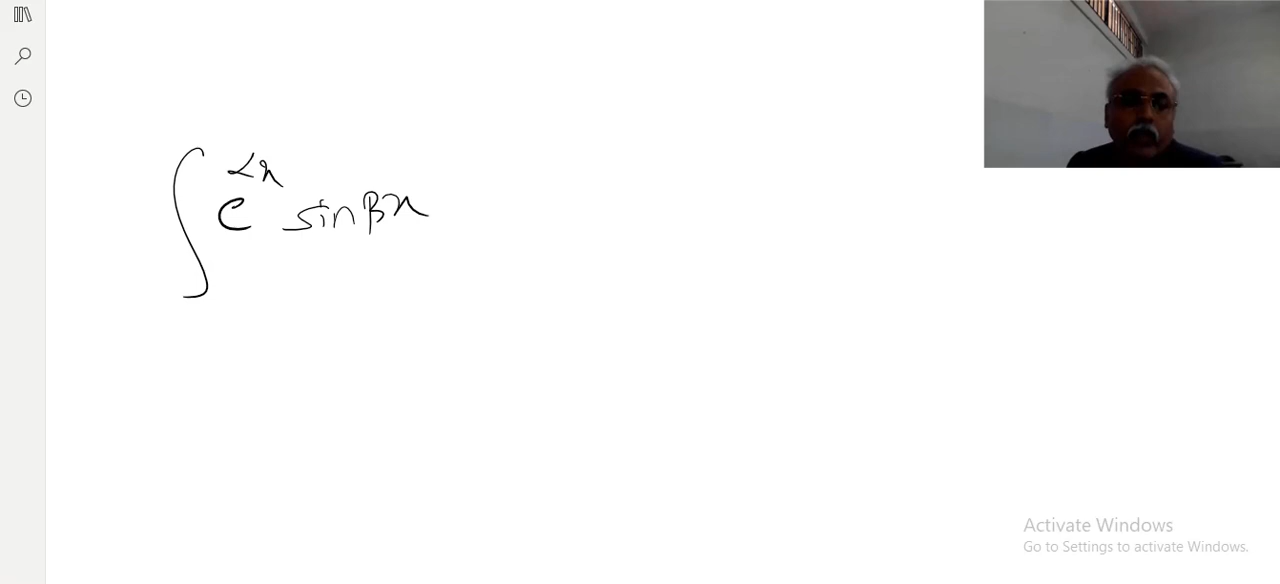 ∫ e^{αx} sin βx
Activate Windows
Go to Settings to activate Windows.